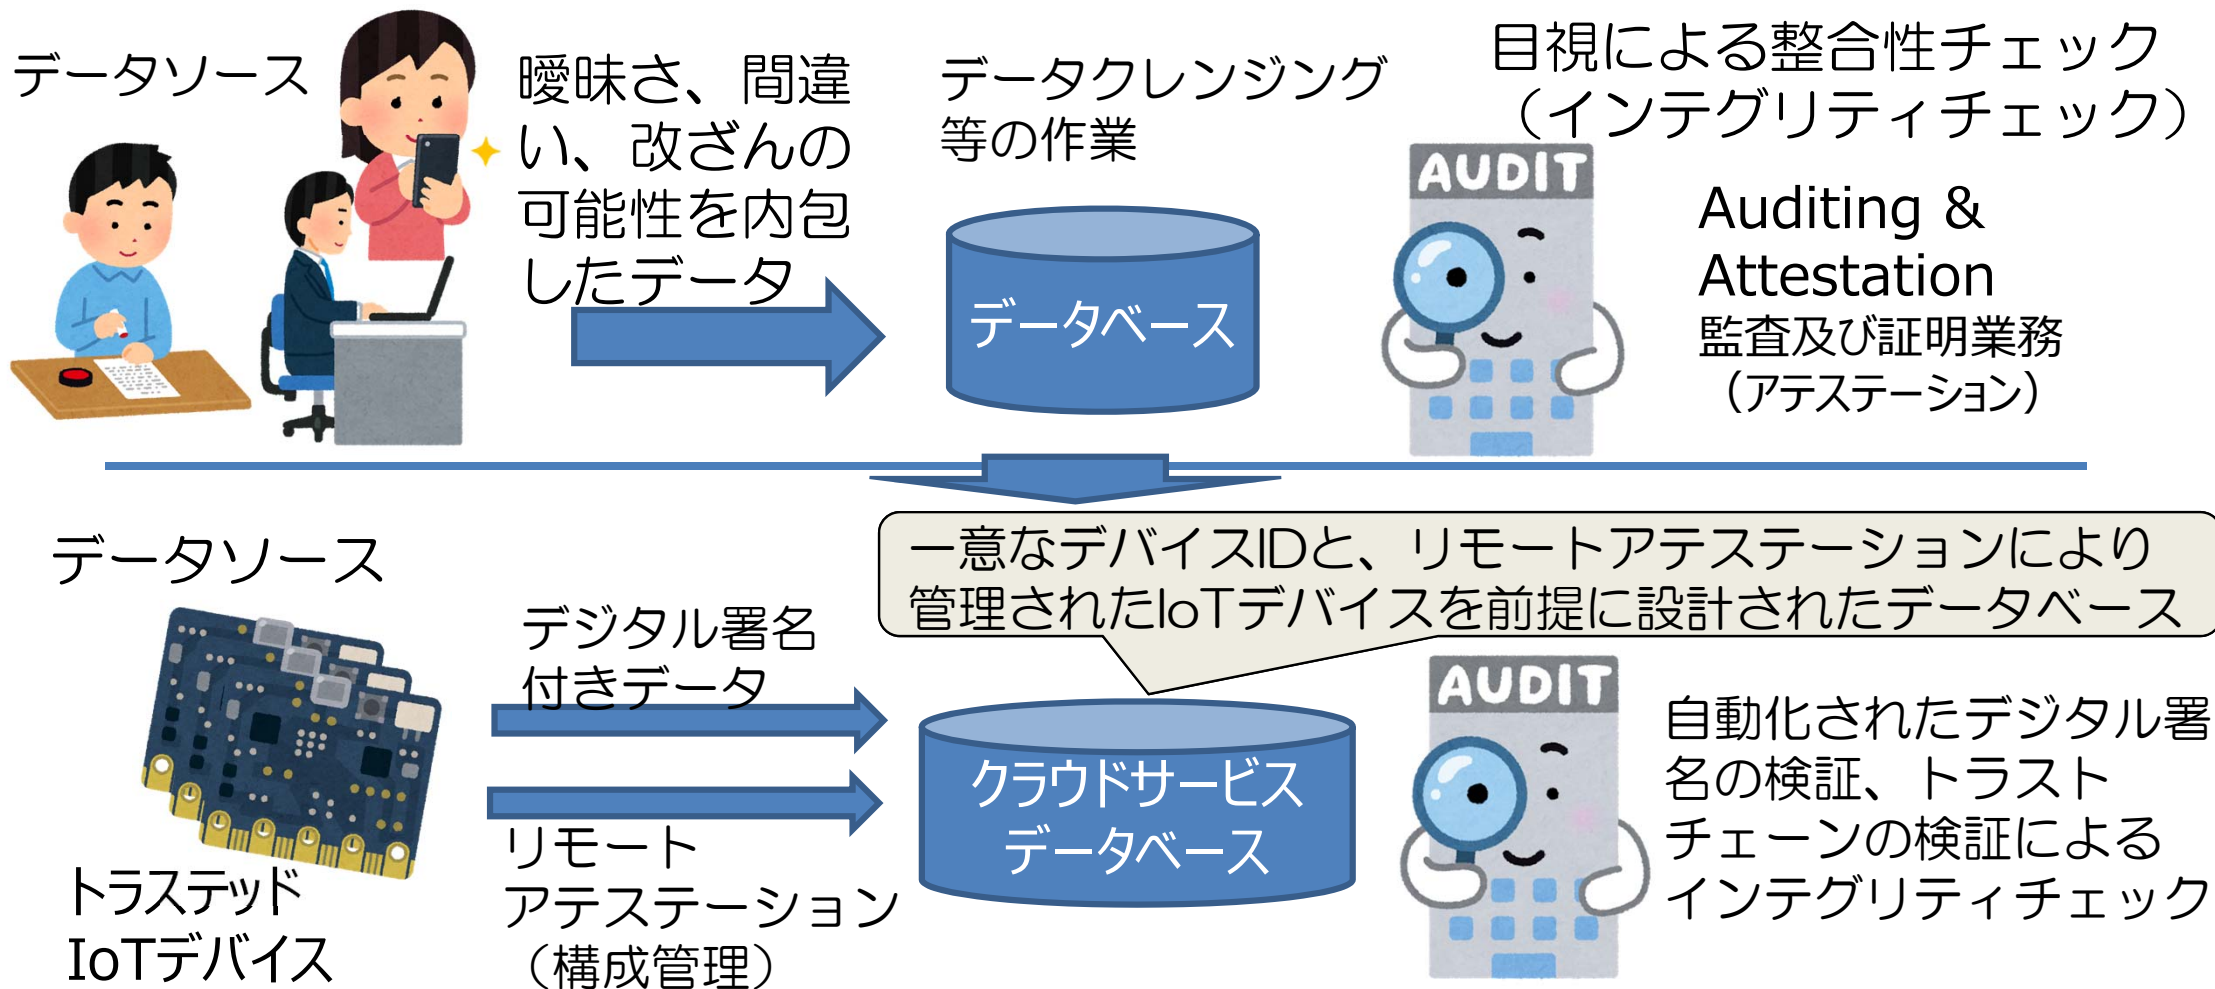 データソース
曖昧さ、間違
い、改ざんの
可能性を内包
したデータ
データクレンジング
等の作業
データベース
目視による整合性チェック
（インテグリティチェック）
AUDIT
Auditing &
Attestation
監査及び証明業務
（アテステーション）
データソース
トラステッド
IoTデバイス
デジタル署名
付きデータ
リモート
アテステーション
（構成管理）
一意なデバイスIDと、リモートアテステーションにより
管理されたIoTデバイスを前提に設計されたデータベース
クラウドサービス
データベース
AUDIT
自動化されたデジタル署
名の検証、トラスト
チェーンの検証による
インテグリティチェック